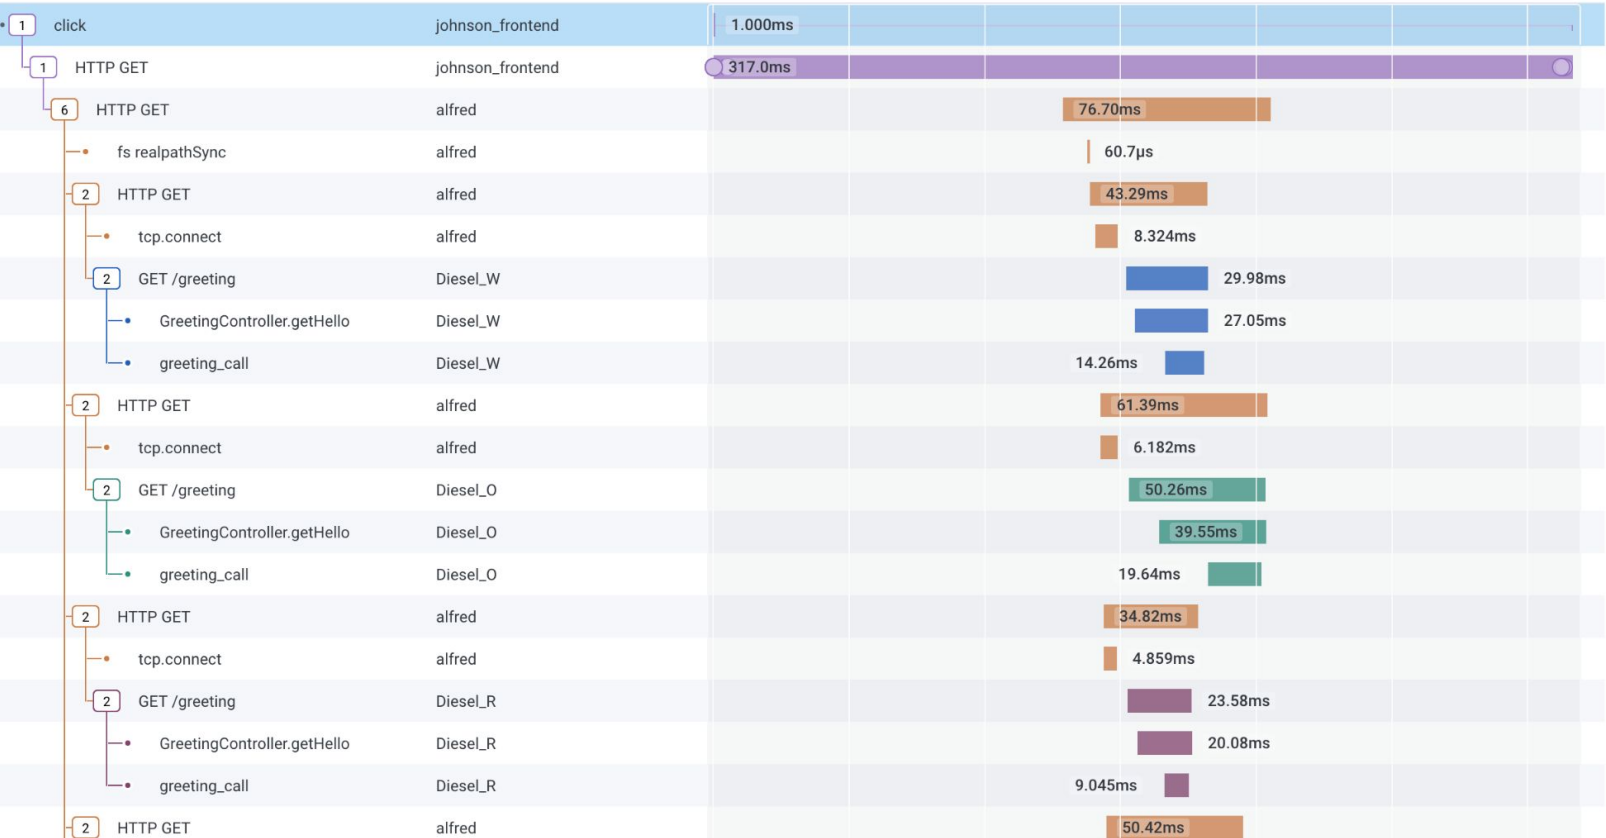 1 click johnson_frontend 1.000ms
1 HTTP GET johnson_frontend 317.0ms
6 HTTP GET alfred 76.70ms
fs realpathSync alfred 60.7μs
2 HTTP GET alfred 43.29ms
tcp.connect alfred 8.324ms
2 GET /greeting Diesel_W 29.98ms
GreetingController.getHello Diesel_W 27.05ms
greeting_call Diesel_W 14.26ms
2 HTTP GET alfred 61.39ms
tcp.connect alfred 6.182ms
2 GET /greeting Diesel_O 50.26ms
GreetingController.getHello Diesel_O 39.55ms
greeting_call Diesel_O 19.64ms
2 HTTP GET alfred 34.82ms
tcp.connect alfred 4.859ms
2 GET /greeting Diesel_R 23.58ms
GreetingController.getHello Diesel_R 20.08ms
greeting_call Diesel_R 9.045ms
2 HTTP GET alfred 50.42ms